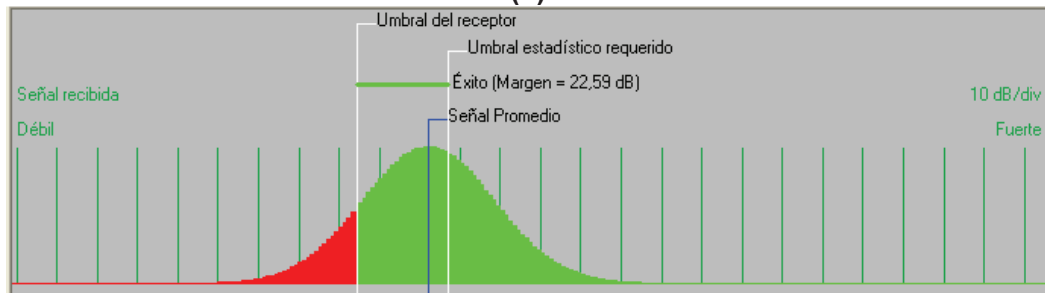 Umbral del receptor
Umbral estadístico requerido
Éxito (Margen = 22,59 dB)
Señal recibida
10 dB/div
Señal Promedio
Débil
Fuerte